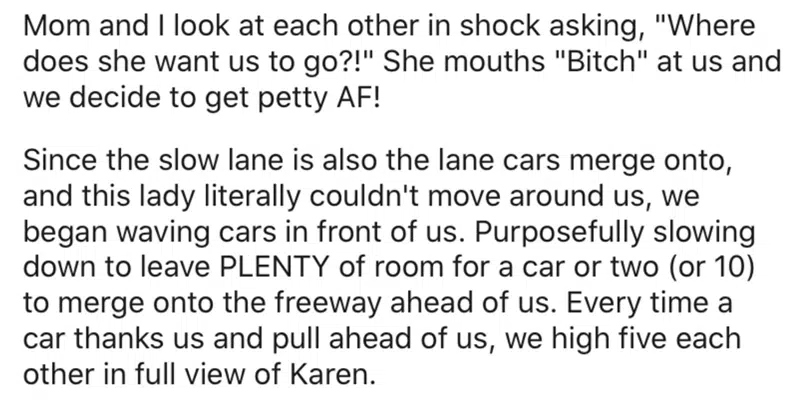 Mom and I look at each other in shock asking, "Where
does she want us to go?!" She mouths "Bitch" at us and
we decide to get petty AF!
Since the slow lane is also the lane cars merge onto,
and this lady literally couldn't move around us, we
began waving cars in front of us. Purposefully slowing
down to leave PLENTY of room for a car or two (or 10)
to merge onto the freeway ahead of us. Every time a
car thanks us and pull ahead of us, we high five each
other in full view of Karen.